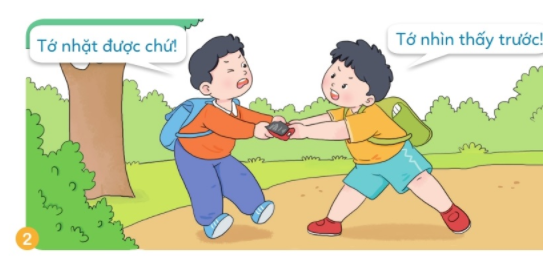 Tớ nhặt được chứ!
Tớ nhìn thấy trước!
2